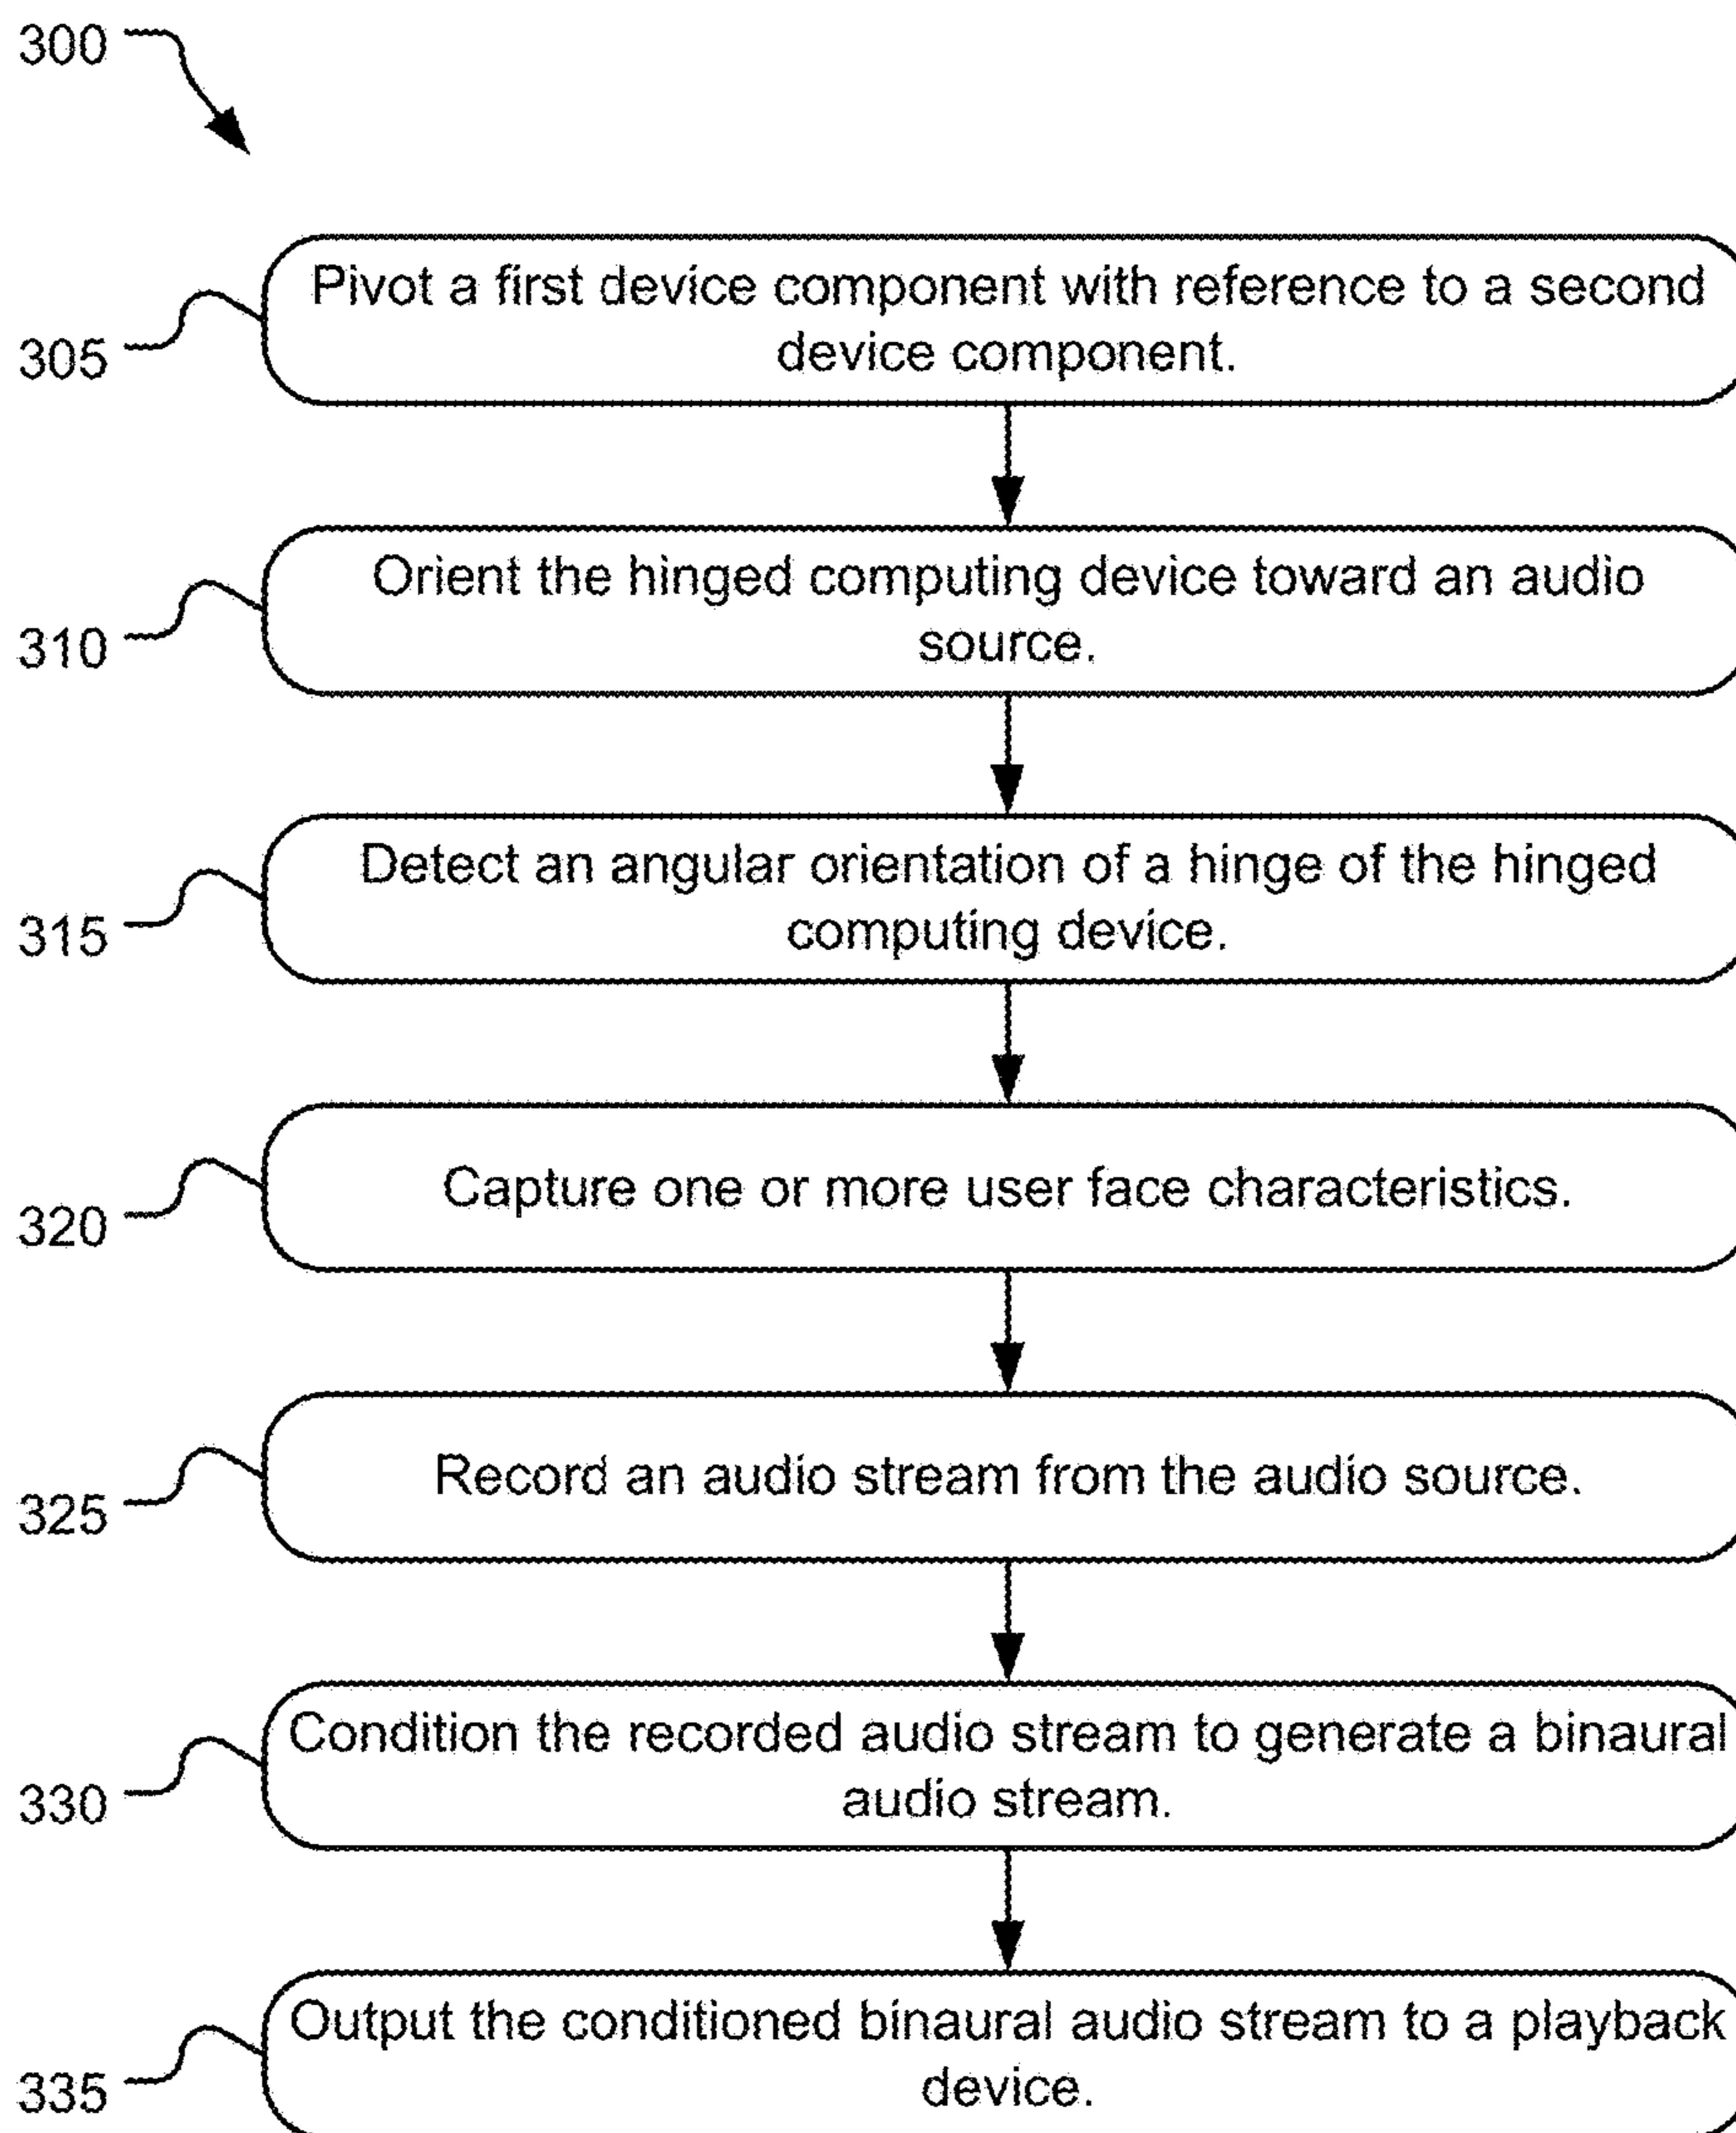 300
305
Pivot a first device component with reference to a second
device component.
310
Orient the hinged computing device toward an audio
source.
315
Detect an angular orientation of a hinge of the hinged
computing device.
320
Capture one or more user face characteristics.
325
Record an audio stream from the audio source.
330
Condition the recorded audio stream to generate a binaural
audio stream.
335
Output the conditioned binaural audio stream to a playback
device.